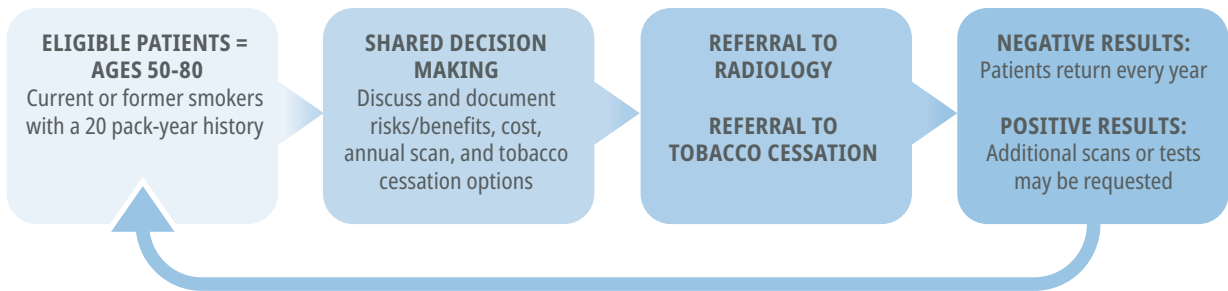 ELIGIBLE PATIENTS =
AGES 50-80
Current or former smokers
with a 20 pack-year history
SHARED DECISION
MAKING
Discuss and document
risks/benefits, cost,
annual scan, and tobacco
cessation options
REFERRAL TO
RADIOLOGY
REFERRAL TO
TOBACCO CESSATION
NEGATIVE RESULTS:
Patients return every year
POSITIVE RESULTS:
Additional scans or tests
may be requested